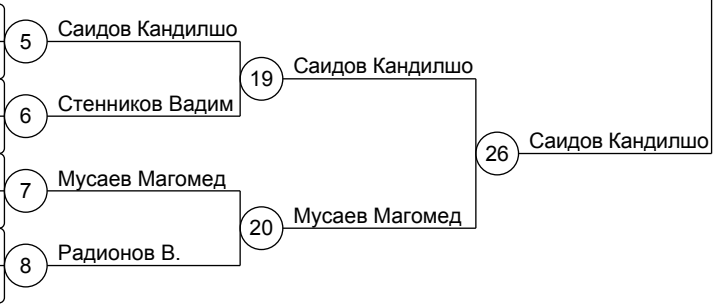 5 Саидов Кандилшо
19 Саидов Кандилшо
6 Стенников Вадим
26 Саидов Кандилшо
7 Мусаев Магомед
20 Мусаев Магомед
8 Радионов В.